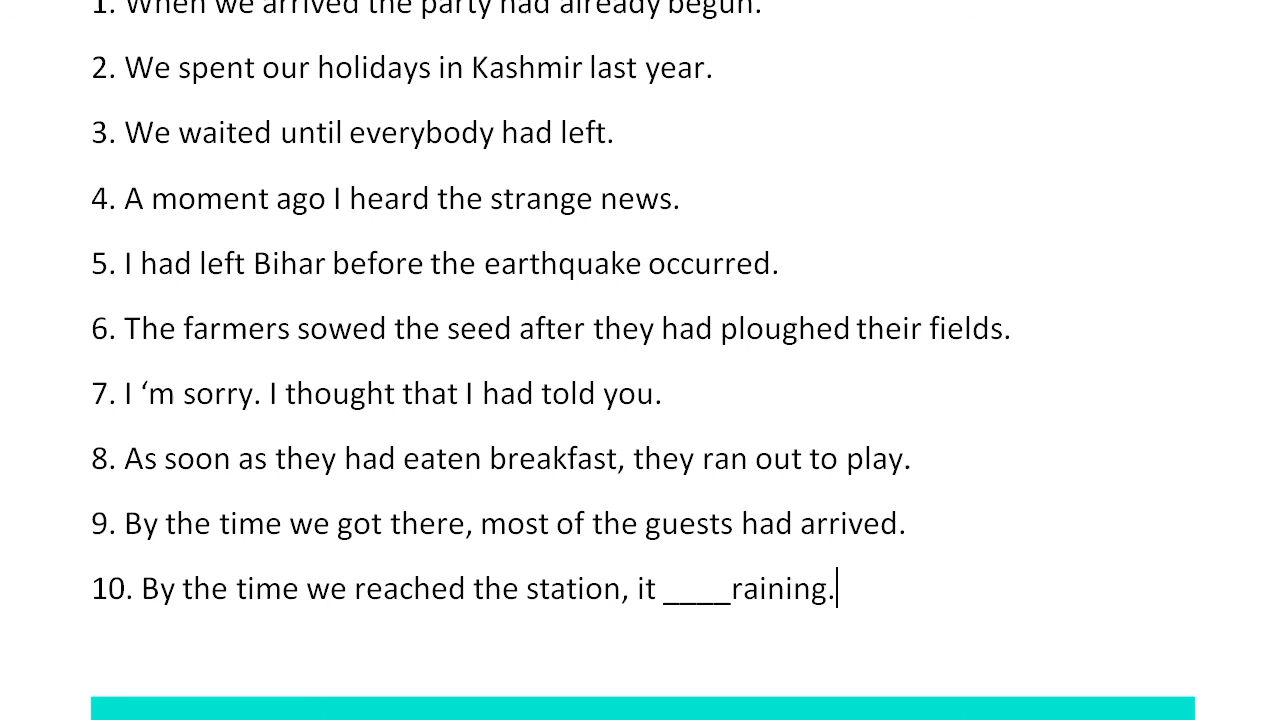 1. When we arrived the party had already begun.
2. We spent our holidays in Kashmir last year.
3. We waited until everybody had left.
4. A moment ago I heard the strange news.
5. I had left Bihar before the earthquake occurred.
6. The farmers sowed the seed after they had ploughed their fields.
7. I ‘m sorry. I thought that I had told you.
8. As soon as they had eaten breakfast, they ran out to play.
9. By the time we got there, most of the guests had arrived.
10. By the time we reached the station, it ____raining.